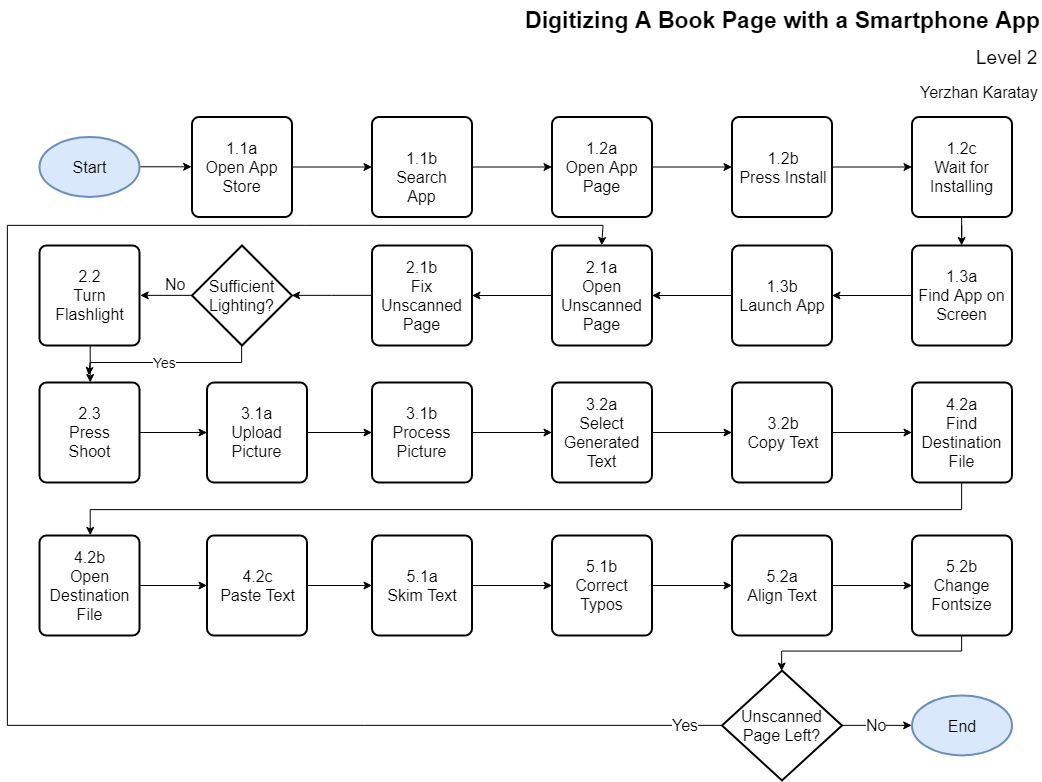 Digitizing A Book Page with a Smartphone App
Level 2
Yerzhan Karatay
Start
1.1a
Open App
Store
1.1b
Search
App
1.2a
Open App
Page
1.2b
Press Install
1.2c
Wait for
Installing
1.3a
Find App on
Screen
1.3b
Launch App
2.1a
Open
Unscanned
Page
2.1b
Fix
Unscanned
Page
Sufficient
Lighting?
No
2.2
Turn
Flashlight
Yes
2.3
Press
Shoot
3.1a
Upload
Picture
3.1b
Process
Picture
3.2a
Select
Generated
Text
3.2b
Copy Text
4.2a
Find
Destination
File
4.2b
Open
Destination
File
4.2c
Paste Text
5.1a
Skim Text
5.1b
Correct
Typos
5.2a
Align Text
5.2b
Change
Fontsize
Unscanned
Page Left?
Yes
No
End